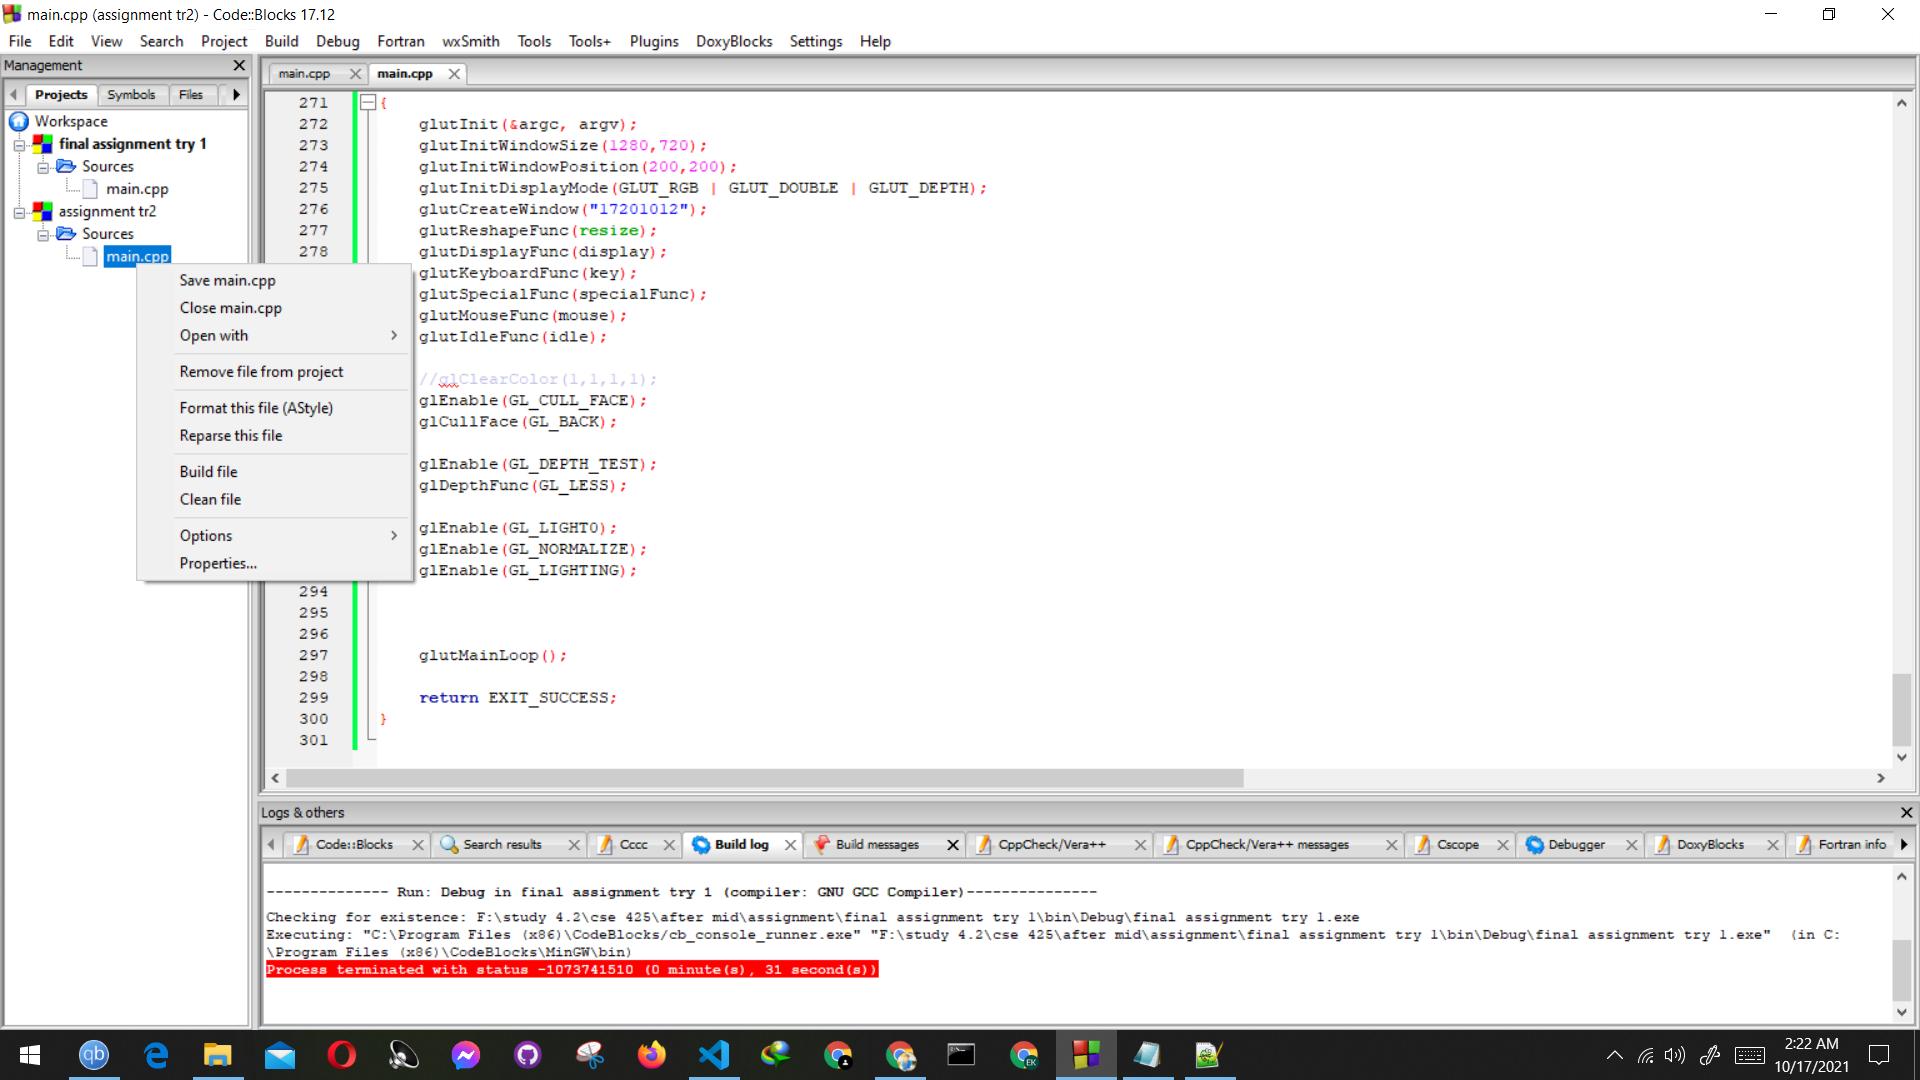 main.cpp (assignment tr2) - Code::Blocks 17.12
File Edit View Search Project Build Debug Fortran wxSmith Tools Tools+ Plugins DoxyBlocks Settings Help
Management
Projects Symbols Files
Workspace
final assignment try 1
Sources
main.cpp
assignment tr2
Sources
main.cpp
Save main.cpp
Close main.cpp
Open with
Remove file from project
Format this file (AStyle)
Reparse this file
Build file
Clean file
Options
Properties...
main.cpp main.cpp
271 {
272 glutInit(&argc, argv);
273 glutInitWindowSize(1280,720);
274 glutInitWindowPosition(200,200);
275 glutInitDisplayMode(GLUT_RGB | GLUT_DOUBLE | GLUT_DEPTH);
276 glutCreateWindow("17201012");
277 glutReshapeFunc(resize);
278 glutDisplayFunc(display);
glutKeyboardFunc(key);
glutSpecialFunc(specialFunc);
glutMouseFunc(mouse);
glutIdleFunc(idle);
//glClearColor(1,1,1,1);
glEnable(GL_CULL_FACE);
glCullFace(GL_BACK);
glEnable(GL_DEPTH_TEST);
glDepthFunc(GL_LESS);
glEnable(GL_LIGHT0);
glEnable(GL_NORMALIZE);
glEnable(GL_LIGHTING);
294
295
296
297 glutMainLoop();
298
299 return EXIT_SUCCESS;
300 }
301
Logs & others
Code::Blocks Search results Cccc Build log Build messages CppCheck/Vera++ CppCheck/Vera++ messages Cscope Debugger DoxyBlocks Fortran info
-------------- Run: Debug in final assignment try 1 (compiler: GNU GCC Compiler)---------------
Checking for existence: F:\study 4.2\cse 425\after mid\assignment\final assignment try 1\bin\Debug\final assignment try 1.exe
Executing: "C:\Program Files (x86)\CodeBlocks/cb_console_runner.exe" "F:\study 4.2\cse 425\after mid\assignment\final assignment try 1\bin\Debug\final assignment try 1.exe" (in C:
\Program Files (x86)\CodeBlocks\MinGW\bin)
Process terminated with status -1073741510 (0 minute(s), 31 second(s))
qb
EK
2:22 AM
10/17/2021